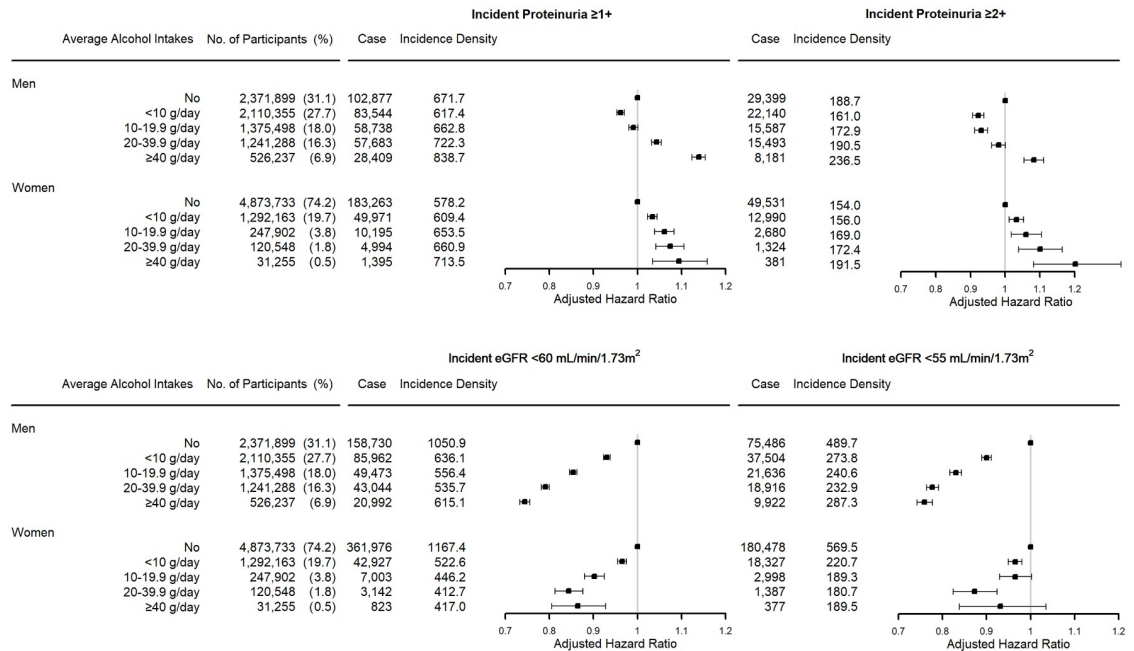 Incident Proteinuria ≥1+ Incident Proteinuria ≥2+
Average Alcohol Intakes No. of Participants (%) Case Incidence Density Case Incidence Density
Men
No 2,371,899 (31.1) 102,877 671.7 29,399 188.7
<10 g/day 2,110,355 (27.7) 83,544 617.4 22,140 161.0
10-19.9 g/day 1,375,498 (18.0) 58,738 662.8 15,587 172.9
20-39.9 g/day 1,241,288 (16.3) 57,683 722.3 15,493 190.5
≥40 g/day 526,237 (6.9) 28,409 838.7 8,181 236.5
Women
No 4,873,733 (74.2) 183,263 578.2 49,531 154.0
<10 g/day 1,292,163 (19.7) 49,971 609.4 12,990 156.0
10-19.9 g/day 247,902 (3.8) 10,195 653.5 2,680 169.0
20-39.9 g/day 120,548 (1.8) 4,994 660.9 1,324 172.4
≥40 g/day 31,255 (0.5) 1,395 713.5 381 191.5
0.7 0.8 0.9 1 1.1 1.2 0.7 0.8 0.9 1 1.1 1.2
Adjusted Hazard Ratio Adjusted Hazard Ratio
Incident eGFR <60 mL/min/1.73m² Incident eGFR <55 mL/min/1.73m²
Average Alcohol Intakes No. of Participants (%) Case Incidence Density Case Incidence Density
Men
No 2,371,899 (31.1) 158,730 1050.9 75,486 489.7
<10 g/day 2,110,355 (27.7) 85,962 636.1 37,504 273.8
10-19.9 g/day 1,375,498 (18.0) 49,473 556.4 21,636 240.6
20-39.9 g/day 1,241,288 (16.3) 43,044 535.7 18,916 232.9
≥40 g/day 526,237 (6.9) 20,992 615.1 9,922 287.3
Women
No 4,873,733 (74.2) 361,976 1167.4 180,478 569.5
<10 g/day 1,292,163 (19.7) 42,927 522.6 18,327 220.7
10-19.9 g/day 247,902 (3.8) 7,003 446.2 2,998 189.3
20-39.9 g/day 120,548 (1.8) 3,142 412.7 1,387 180.7
≥40 g/day 31,255 (0.5) 823 417.0 377 189.5
0.7 0.8 0.9 1 1.1 1.2 0.7 0.8 0.9 1 1.1 1.2
Adjusted Hazard Ratio Adjusted Hazard Ratio